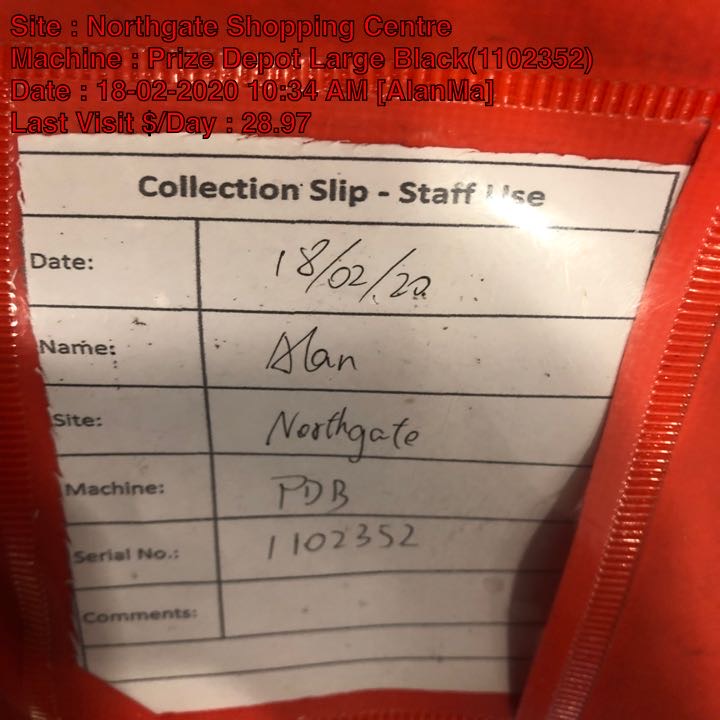 Site : Northgate Shopping Centre
Machine : Prize Depot Large Black(1102352)
Date : 18-02-2020 10:34 AM [AlanMa]
Last Visit $/Day : 28.97
Collection Slip - Staff Use
Date: 18/02/20
Name: Alan
Site: Northgate
Machine: PDB
Serial No.: 1102352
Comments: